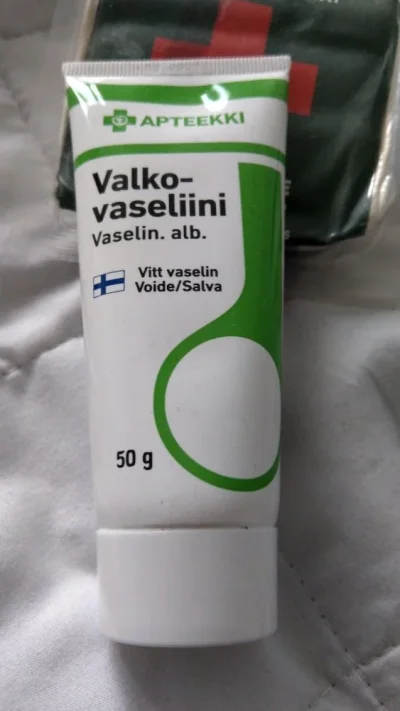 APTEEKKI
Valko-
vaseliini
Vaselin. alb.
Vitt vaselin
Voide/Salva
50 g